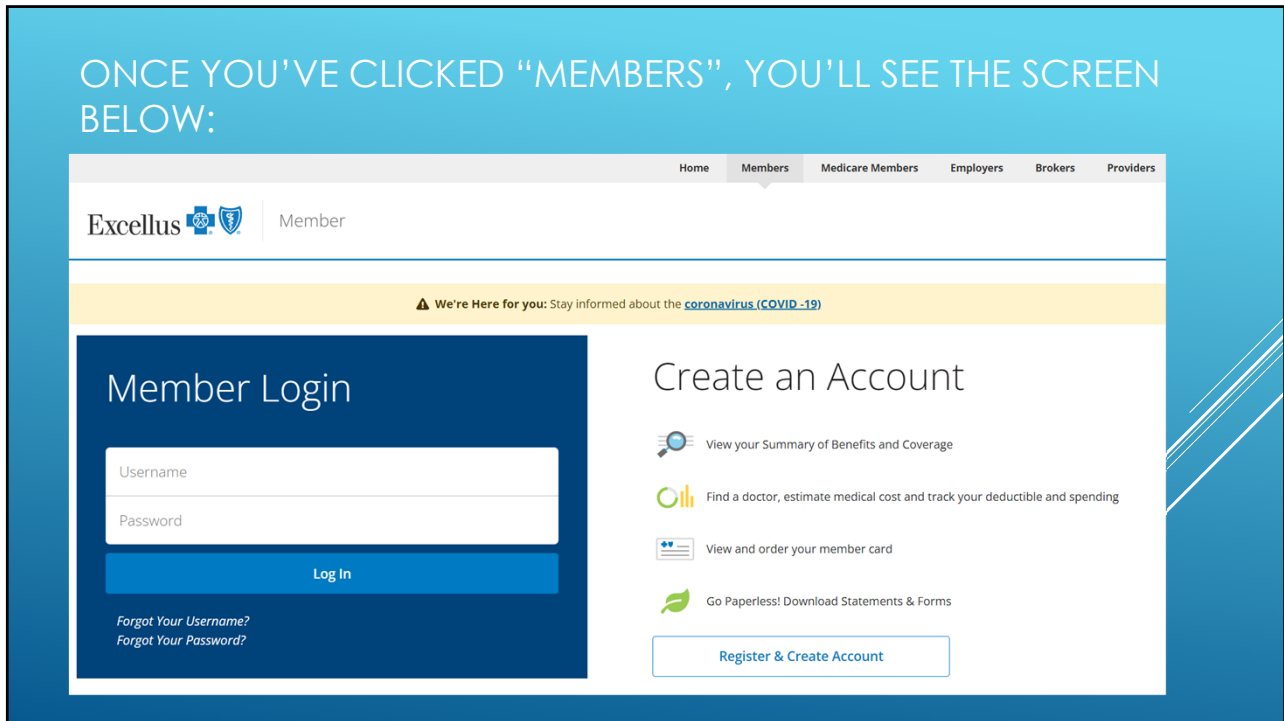 ONCE YOU’VE CLICKED “MEMBERS”, YOU’LL SEE THE SCREEN
BELOW:
Home Members Medicare Members Employers Brokers Providers
Excellus Member
We're Here for you: Stay informed about the coronavirus (COVID -19)
Member Login
Username
Password
Log In
Forgot Your Username?
Forgot Your Password?
Create an Account
View your Summary of Benefits and Coverage
Find a doctor, estimate medical cost and track your deductible and spending
View and order your member card
Go Paperless! Download Statements & Forms
Register & Create Account